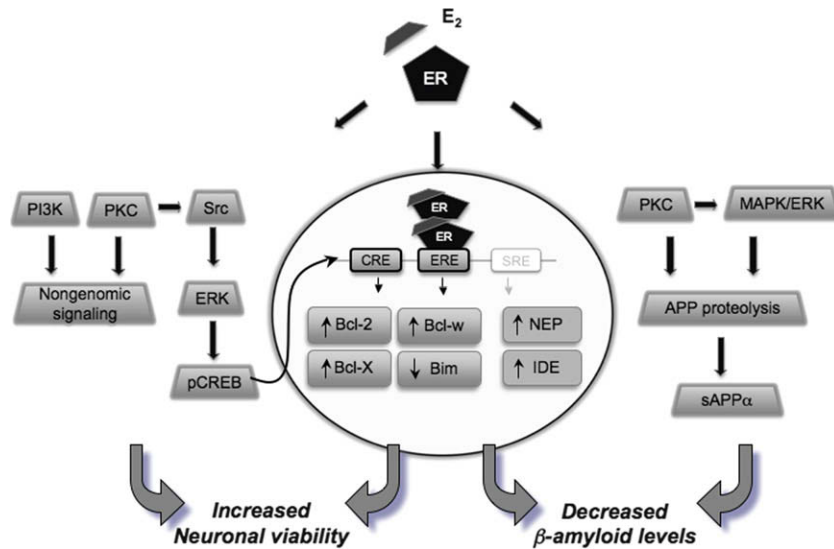 E2
ER
PI3K PKC Src
Nongenomic
signaling
ERK
pCREB
ER
ER
CRE ERE SRE
↑ Bcl-2 ↑ Bcl-w ↑ NEP
↑ Bcl-X ↓ Bim ↑ IDE
PKC MAPK/ERK
APP proteolysis
sAPPα
Increased
Neuronal viability
Decreased
β-amyloid levels